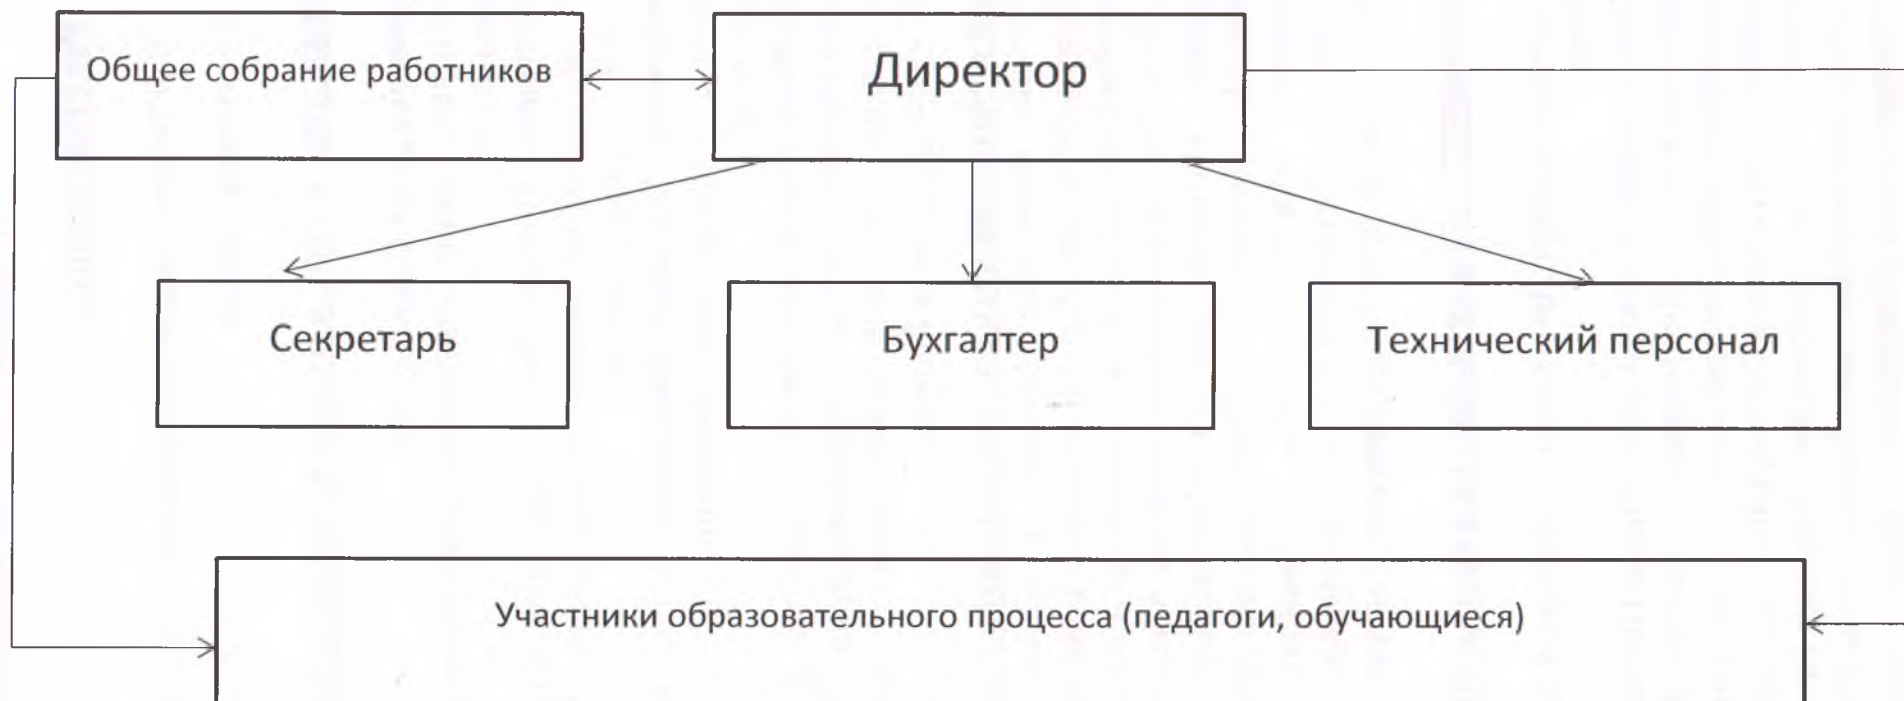 Общее собрание работников
Директор
Секретарь
Бухгалтер
Технический персонал
Участники образовательного процесса (педагоги, обучающиеся)